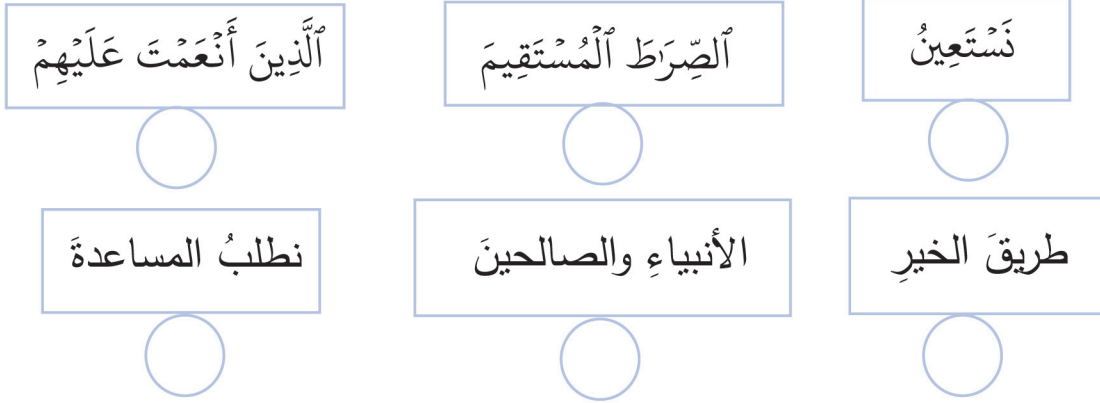 نَسْتَعِينُ
ٱلصِّرَٰطَ ٱلْمُسْتَقِيمَ
ٱلَّذِينَ أَنْعَمْتَ عَلَيْهِمْ
طريقَ الخيرِ
الأنبياءِ والصالحينَ
نطلبُ المساعدةَ